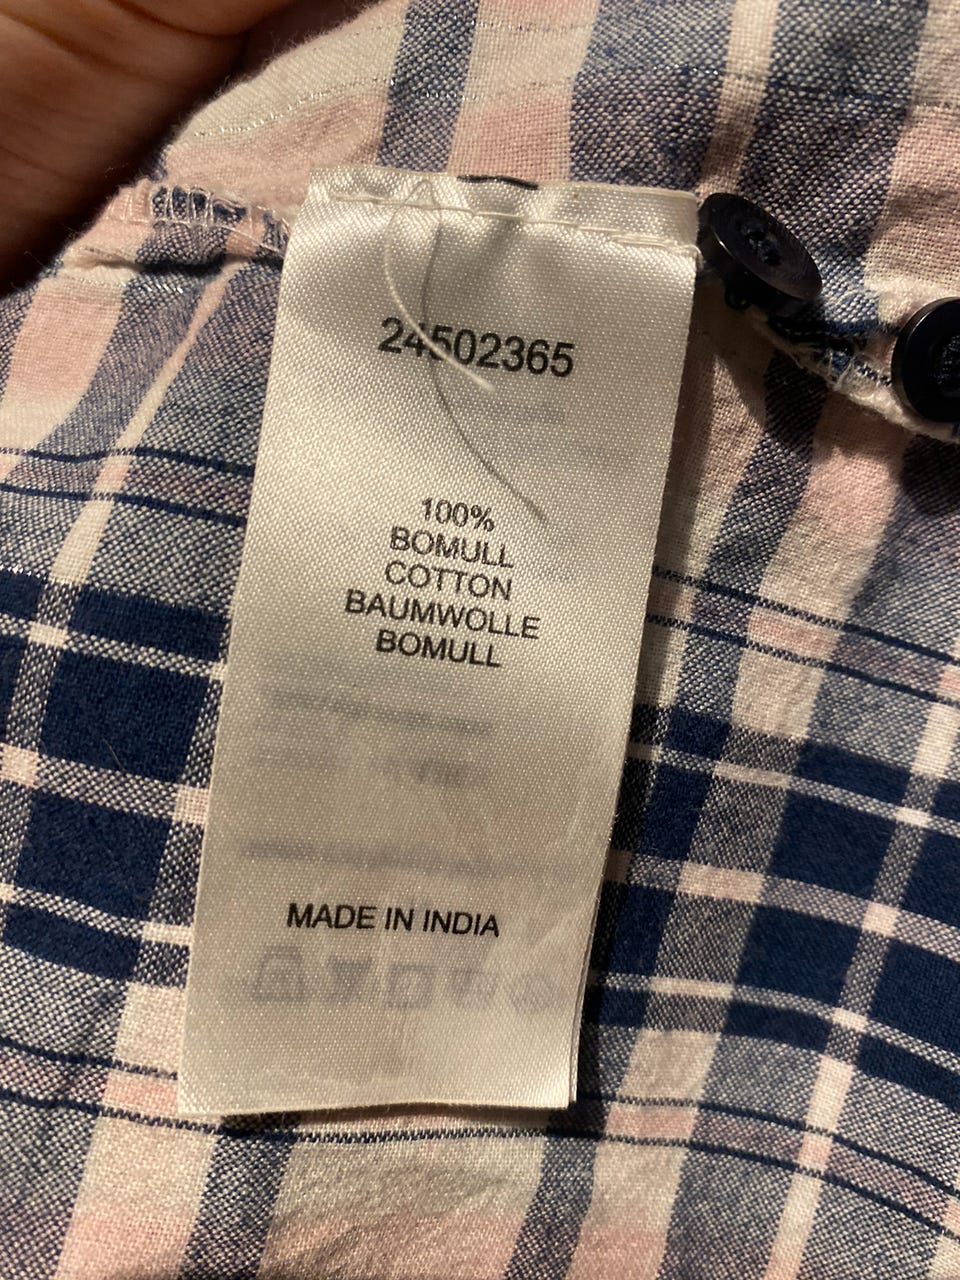 24502365
100%
BOMULL
COTTON
BAUMWOLLE
BOMULL
MADE IN INDIA